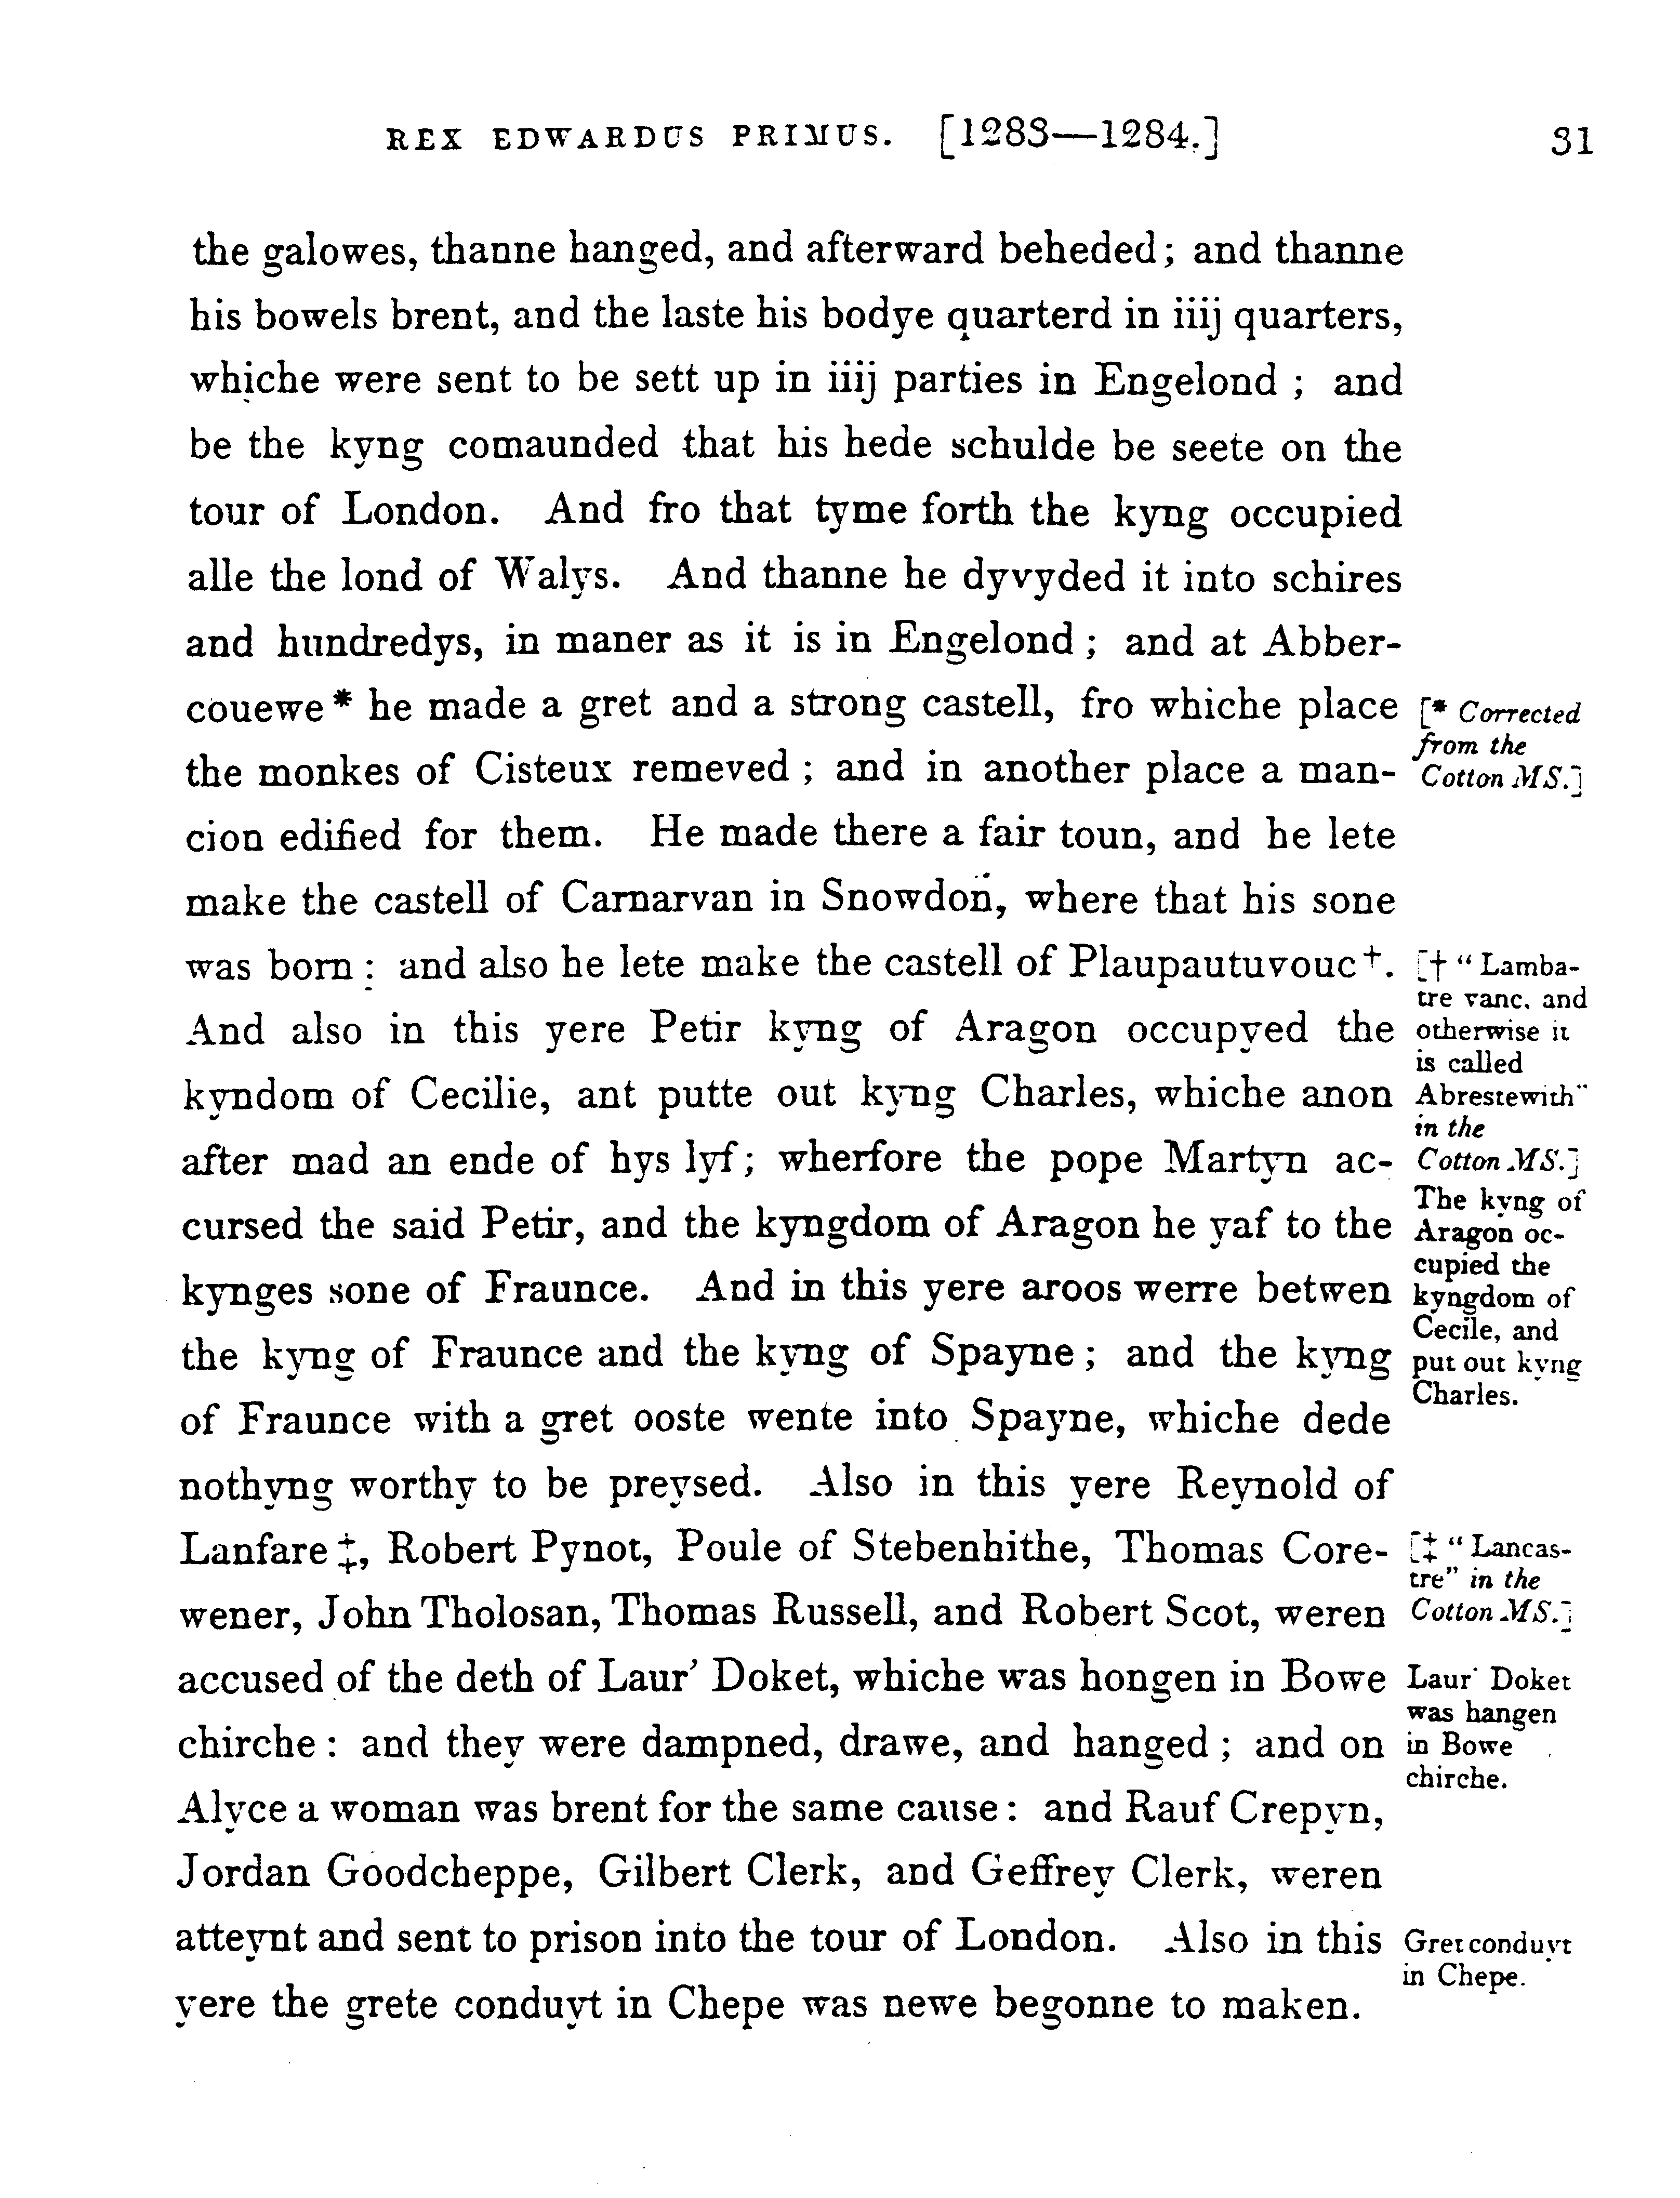 REX EDWARDUS PRIMUS. [1283—1284.] 31
the galowes, thanne hanged, and afterward beheded; and thanne
his bowels brent, and the laste his bodye quarterd in iiij quarters,
whiche were sent to be sett up in iiij parties in Engelond; and
be the kyng comaunded that his hede schulde be seete on the
tour of London. And fro that tyme forth the kyng occupied
alle the lond of Walys. And thanne he dyvyded it into schires
and hundredys, in maner as it is in Engelond; and at Abber-
couewe * he made a gret and a strong castell, fro whiche place
the monkes of Cisteux remeved; and in another place a man-
cion edified for them. He made there a fair toun, and he lete
make the castell of Carnarvan in Snowdon, where that his sone
was born: and also he lete make the castell of Plaupautuvouc†.
And also in this yere Petir kyng of Aragon occupyed the
kyndom of Cecilie, ant putte out kyng Charles, whiche anon
after mad an ende of hys lyf; wherfore the pope Martyn ac-
cursed the said Petir, and the kyngdom of Aragon he yaf to the
kynges sone of Fraunce. And in this yere aroos werre betwen
the kyng of Fraunce and the kyng of Spayne; and the kyng
of Fraunce with a gret ooste wente into Spayne, whiche dede
nothyng worthy to be preysed. Also in this yere Reynold of
Lanfare ‡, Robert Pynot, Poule of Stebenhithe, Thomas Core-
wener, John Tholosan, Thomas Russell, and Robert Scot, weren
accused of the deth of Laur' Doket, whiche was hongen in Bowe
chirche: and they were dampned, drawe, and hanged; and on
Alyce a woman was brent for the same cause: and Rauf Crepyn,
Jordan Goodcheppe, Gilbert Clerk, and Geffrey Clerk, weren
atteynt and sent to prison into the tour of London. Also in this
yere the grete conduyt in Chepe was newe begonne to maken.
[* Corrected
from the
Cotton MS.]
[† "Lamba-
tre vanc, and
otherwise it
is called
Abrestewith"
in the
Cotton MS.]
The kyng of
Aragon oc-
cupied the
kyngdom of
Cecile, and
put out kyng
Charles.
[‡ "Lancas-
tre" in the
Cotton MS.]
Laur' Doket
was hangen
in Bowe
chirche.
Gret conduyt
in Chepe.